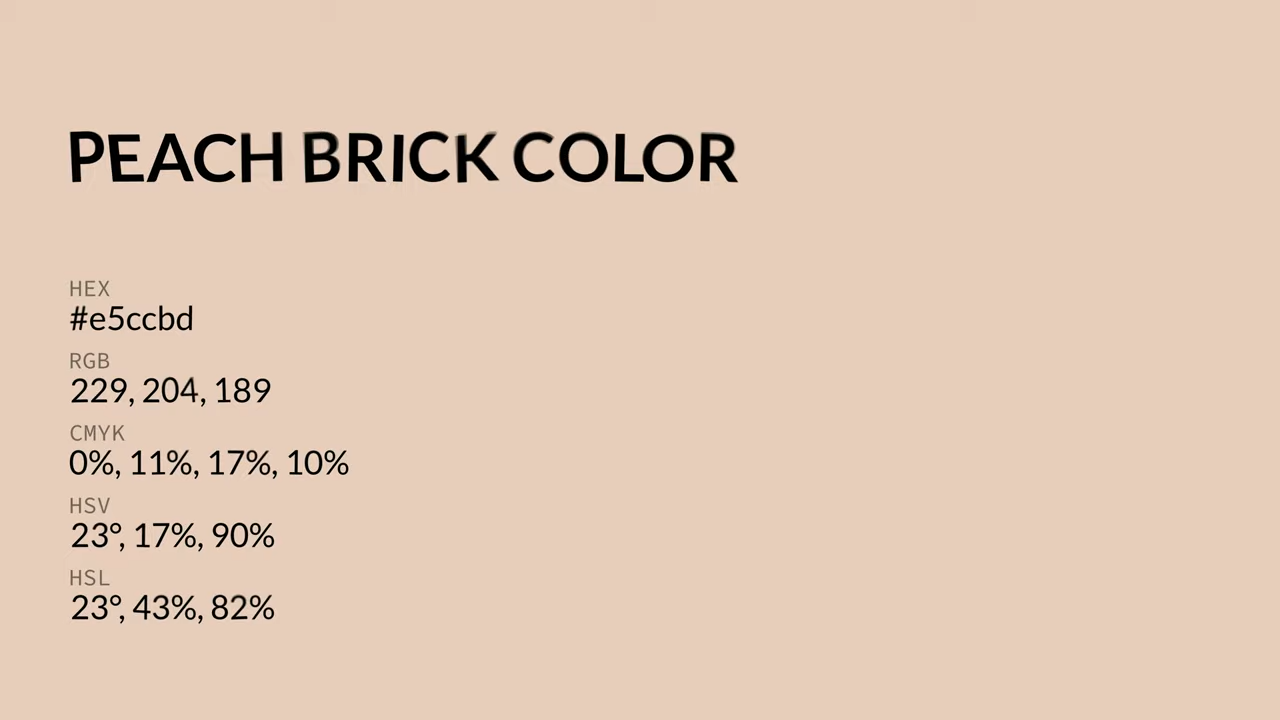 PEACH BRICK COLOR
HEX
#e5ccbd
RGB
229, 204, 189
CMYK
0%, 11%, 17%, 10%
HSV
23°, 17%, 90%
HSL
23°, 43%, 82%